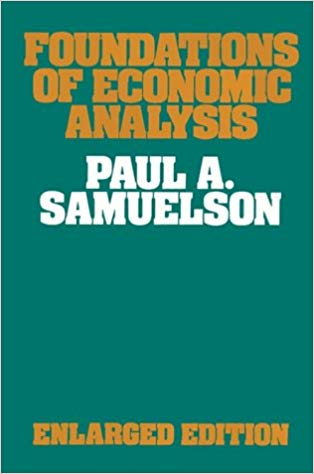 FOUNDATIONS
OF ECONOMIC
ANALYSIS
PAUL A.
SAMUELSON
ENLARGED EDITION